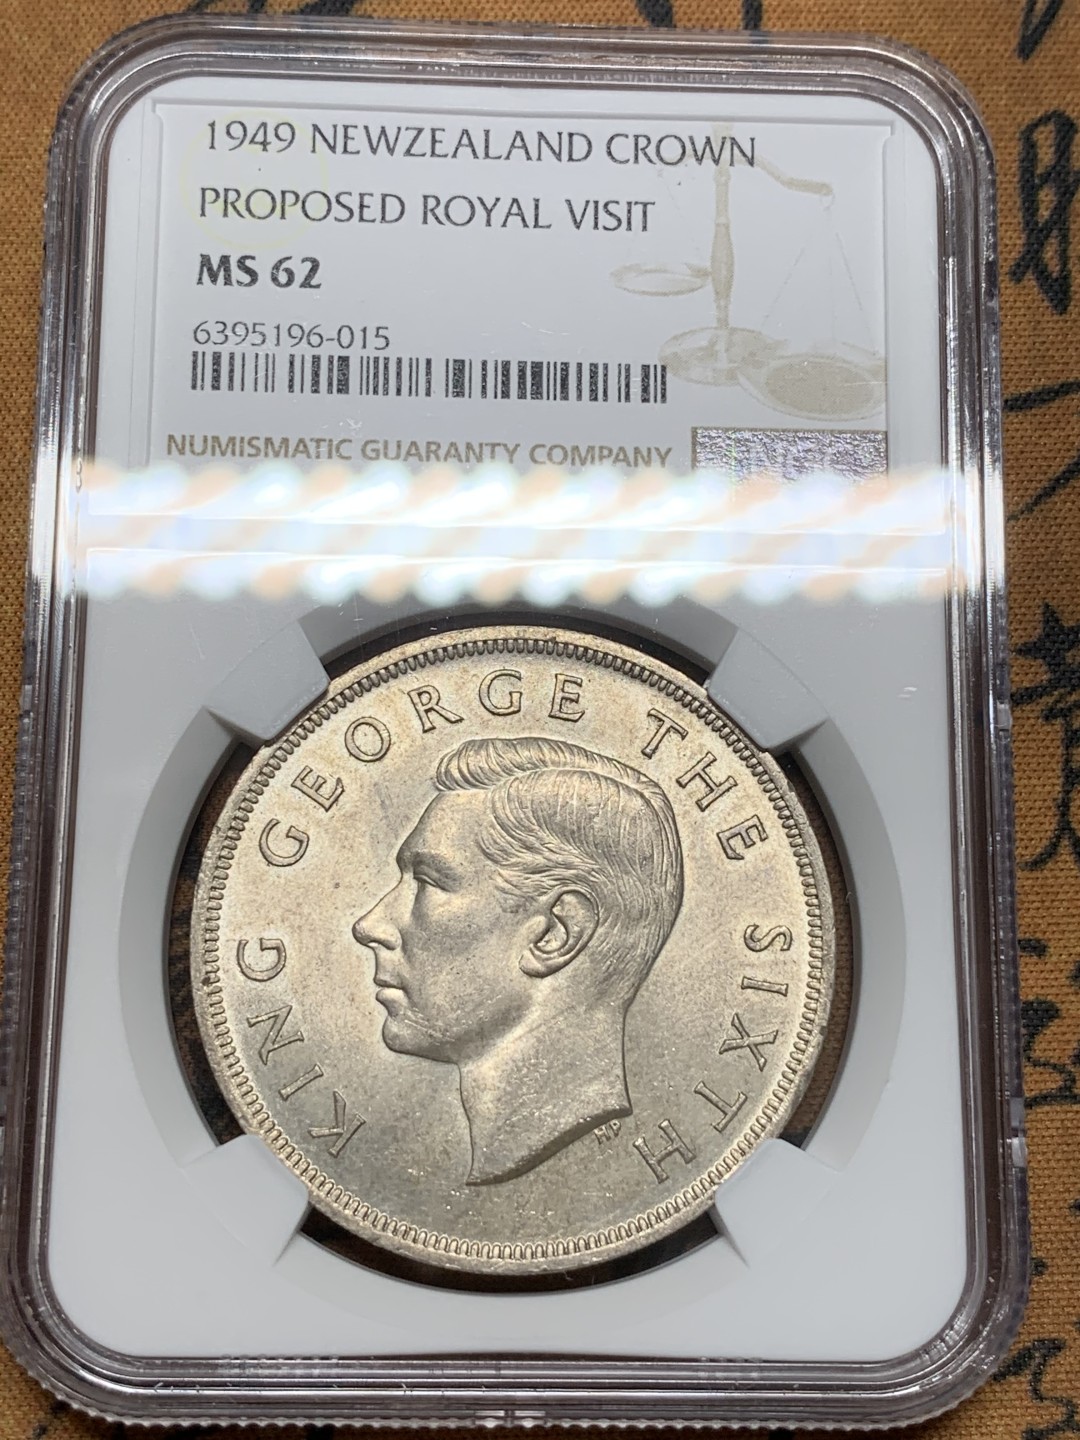 1949 NEWZEALAND CROWN
PROPOSED ROYAL VISIT
MS 62
6395196-015
NUMISMATIC GUARANTY COMPANY
KING GEORGE THE SIXTH
HP